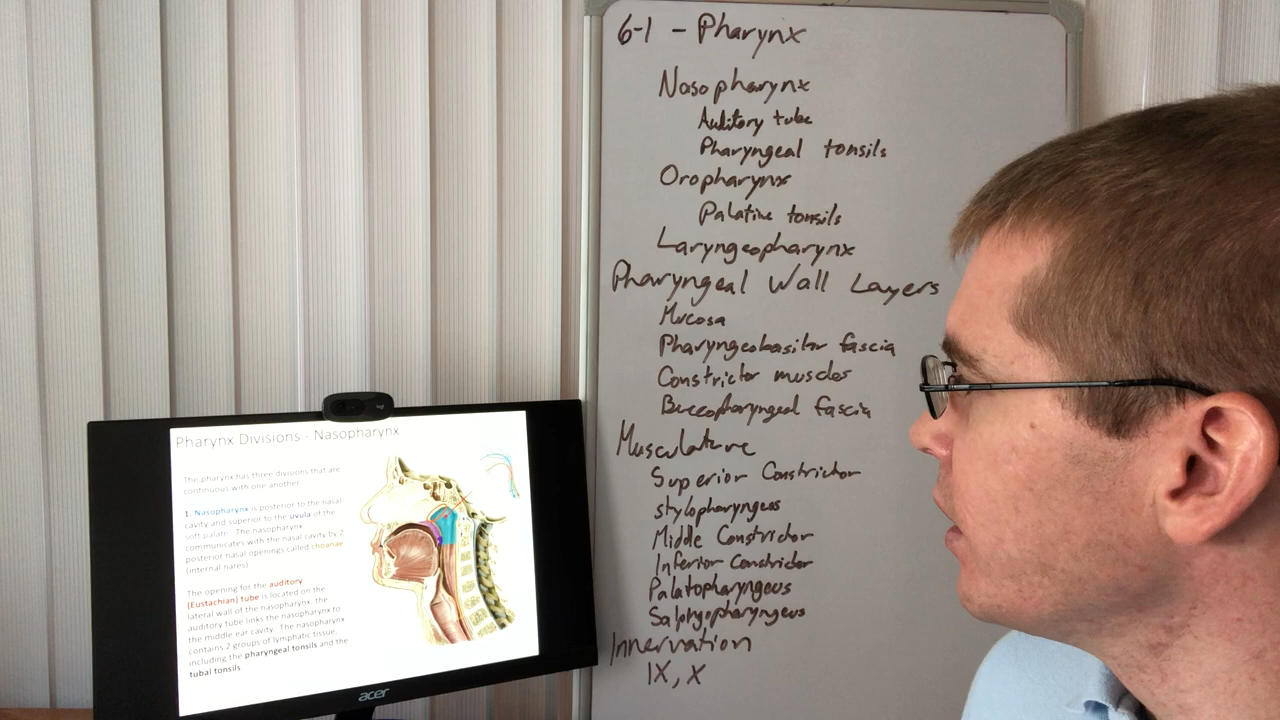 6-1 - Pharynx
Nasopharynx
Auditory tube
Pharyngeal tonsils
Oropharynx
Palatine tonsils
Laryngeopharynx
Pharyngeal Wall Layers
Mucosa
Pharyngeobasilar fascia
Constrictor muscles
Buccopharyngeal fascia
Musculature
Superior Constrictor
Stylopharyngeus
Middle Constrictor
Inferior Constrictor
Palatopharyngeus
Salpingopharyngeus
Innervation
IX, X
Pharynx Divisions - Nasopharynx
The pharynx has three divisions that are
continuous with one another.
1. Nasopharynx is posterior to the nasal
cavity and superior to the uvula of the
soft palate. The nasopharynx
communicates with the nasal cavity by 2
posterior nasal openings called choanae
(internal nares).
The opening for the auditory
(Eustachian) tube is located on the
lateral wall of the nasopharynx, the
auditory tube links the nasopharynx to
the middle ear cavity. The nasopharynx
contains 2 groups of lymphatic tissue,
including the pharyngeal tonsils and the
tubal tonsils.
acer